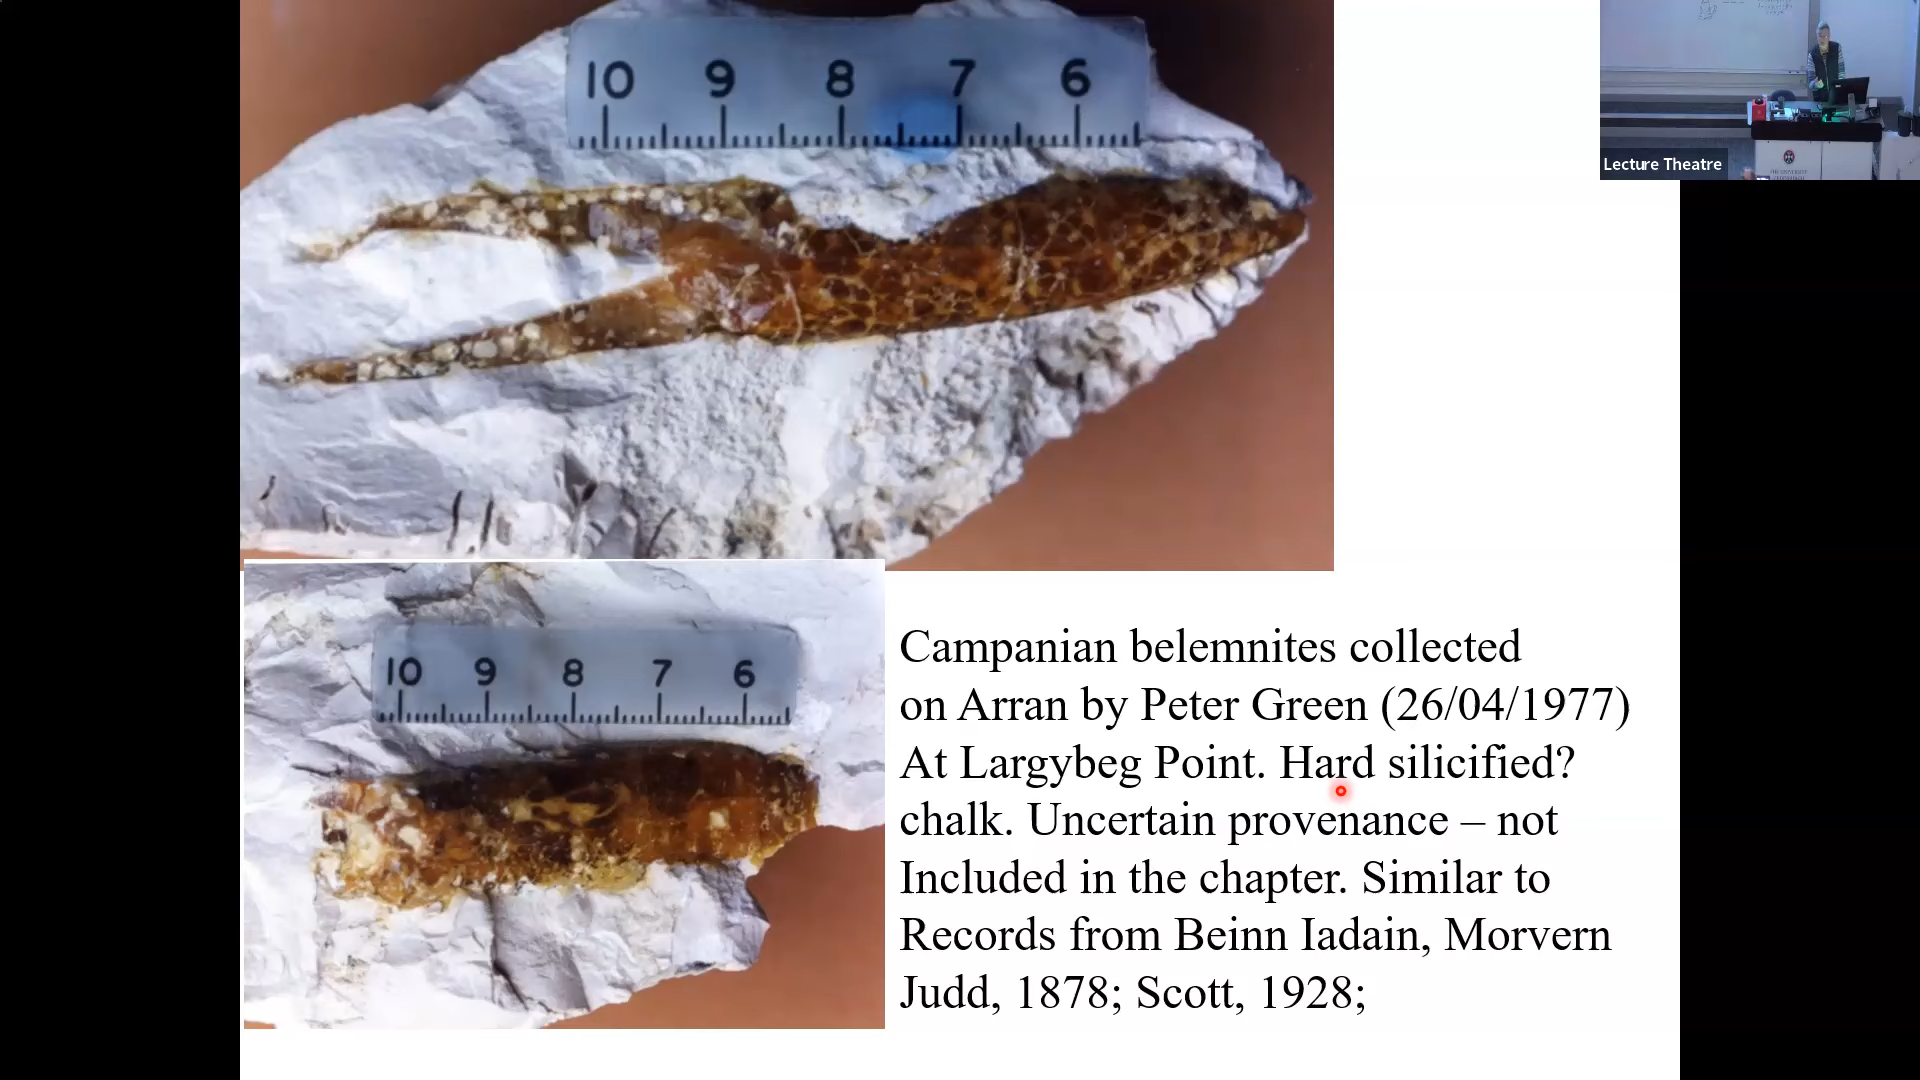 10 9 8 7 6
Lecture Theatre
10 9 8 7 6
Campanian belemnites collected
on Arran by Peter Green (26/04/1977)
At Largybeg Point. Hard silicified?
chalk. Uncertain provenance – not
Included in the chapter. Similar to
Records from Beinn Iadain, Morvern
Judd, 1878; Scott, 1928;